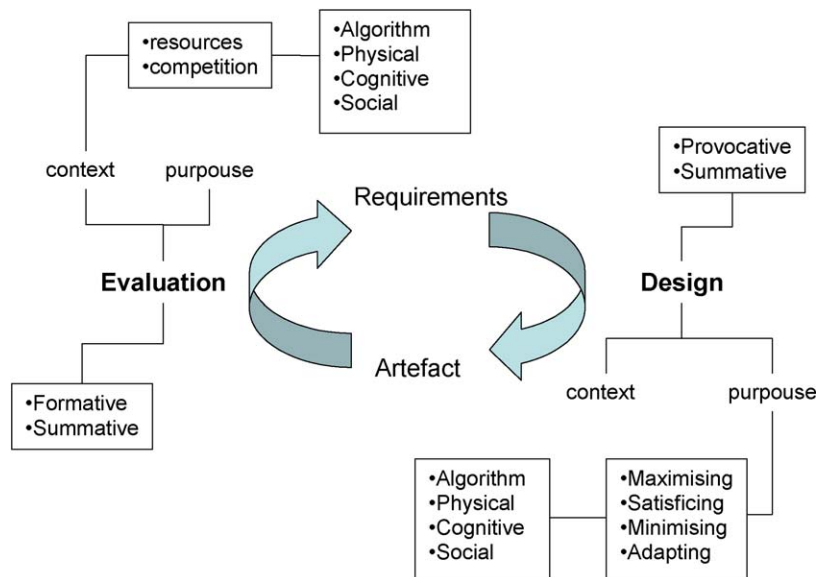 •resources
•competition
•Algorithm
•Physical
•Cognitive
•Social
context
purpouse
•Provocative
•Summative
Requirements
Evaluation
Design
Artefact
•Formative
•Summative
context
purpouse
•Algorithm
•Physical
•Cognitive
•Social
•Maximising
•Satisficing
•Minimising
•Adapting